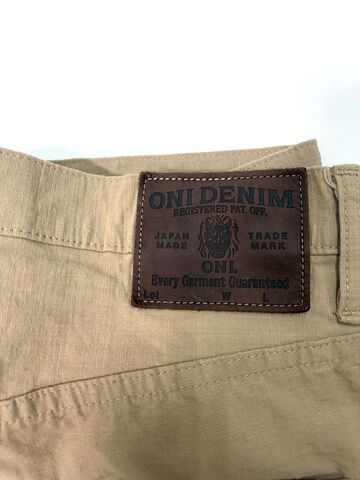 ONI DENIM
REGISTERED PAT. OFF.
JAPAN TRADE
MADE MARK
ONI.
Every Garment Guaranteed
Lot W L